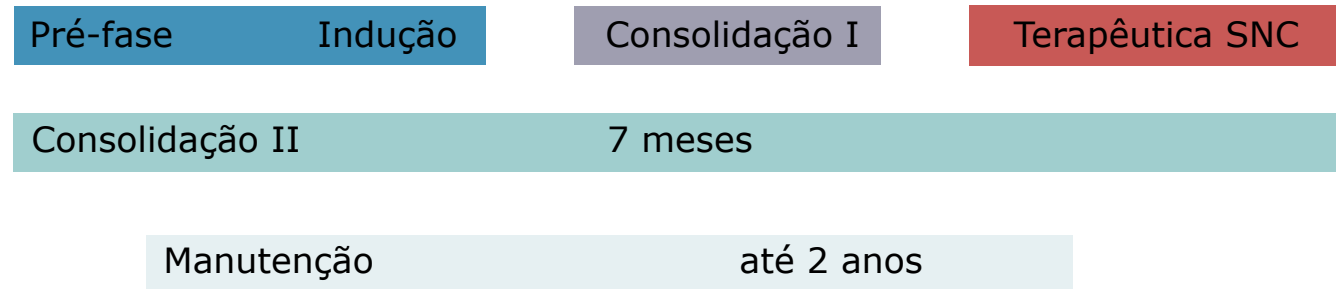 Pré-fase Indução Consolidação I Terapêutica SNC
Consolidação II 7 meses
Manutenção até 2 anos